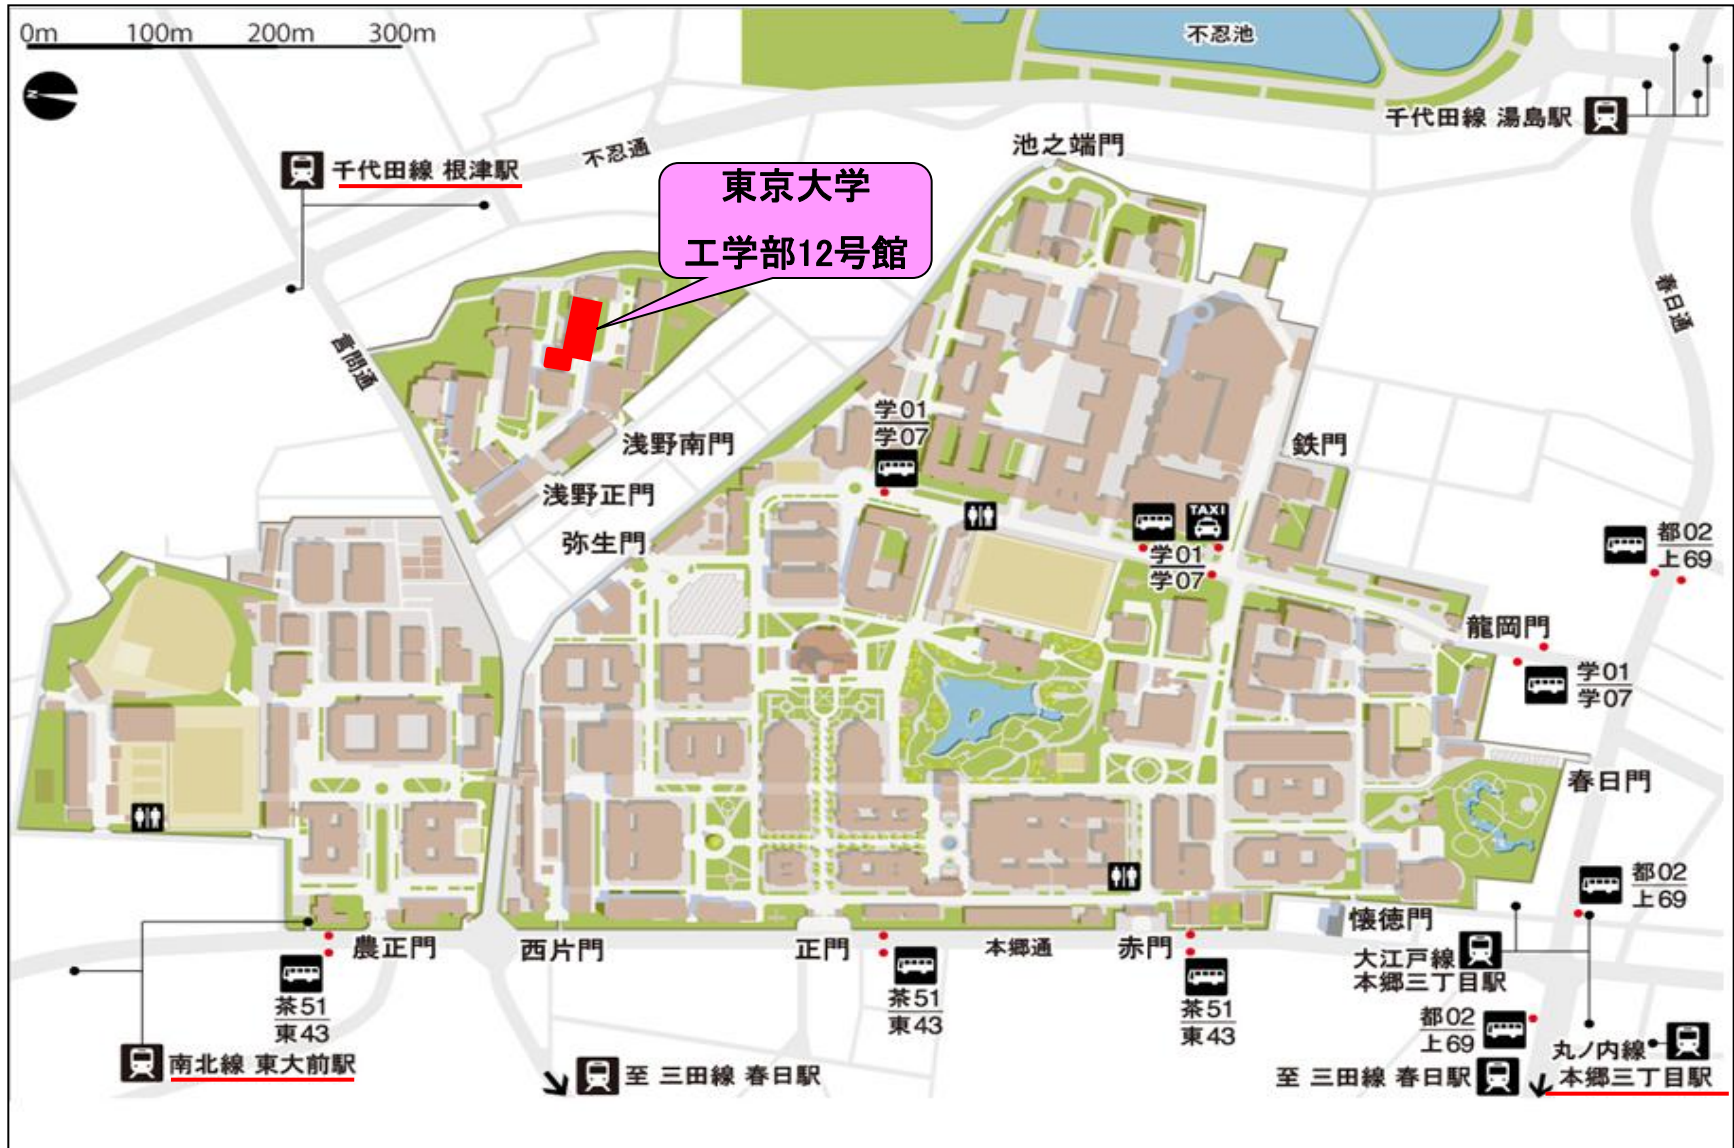 0m 100m 200m 300m
N
不忍池
千代田線 湯島駅
池之端門
不忍通
千代田線 根津駅
東京大学
工学部12号館
春日通
言問通
学01
学07
浅野南門
鉄門
浅野正門
TAXI
弥生門
学01
学07
都02
上69
龍岡門
学01
学07
春日門
都02
上69
懐徳門
農正門
西片門
正門
本郷通
赤門
大江戸線
本郷三丁目駅
茶51
東43
茶51
東43
茶51
東43
都02
上69
丸ノ内線
本郷三丁目駅
南北線 東大前駅
至 三田線 春日駅
至 三田線 春日駅